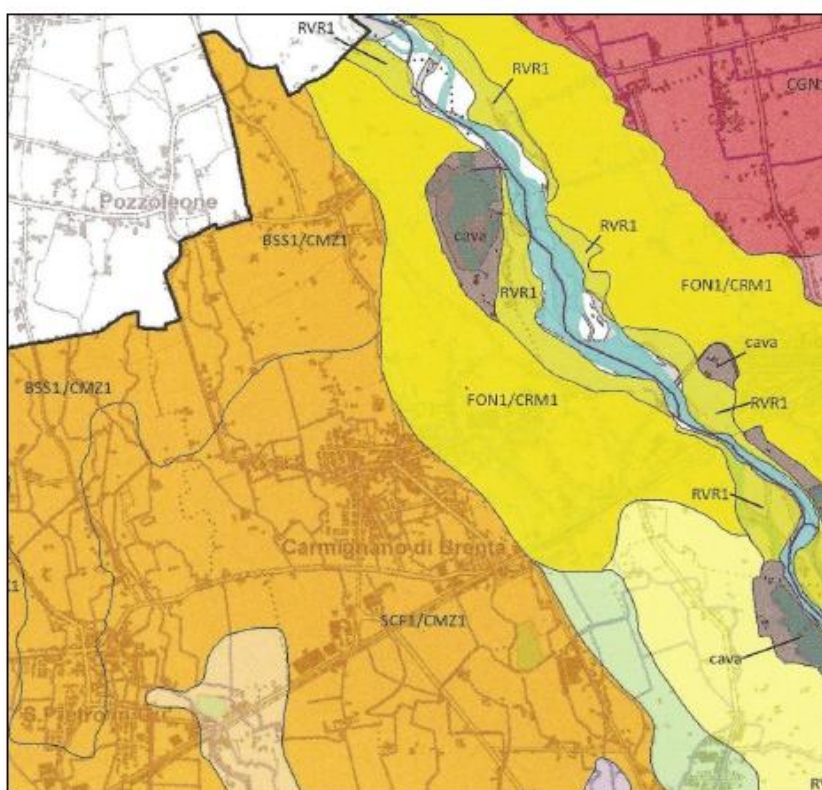 RVR1
RVR1
CGN1
Pozzoleone
BSS1/CMZ1
cava
RVR1
RVR1
FON1/CRM1
cava
BSS1/CMZ1
FON1/CRM1
RVR1
RVR1
Carmignano di Brenta
SCF1/CMZ1
cava